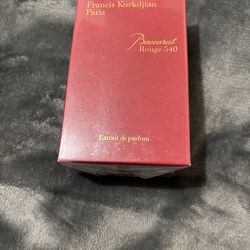 Francis Kurkdjian
Paris
Baccarat
Rouge 540
Extrait de parfum